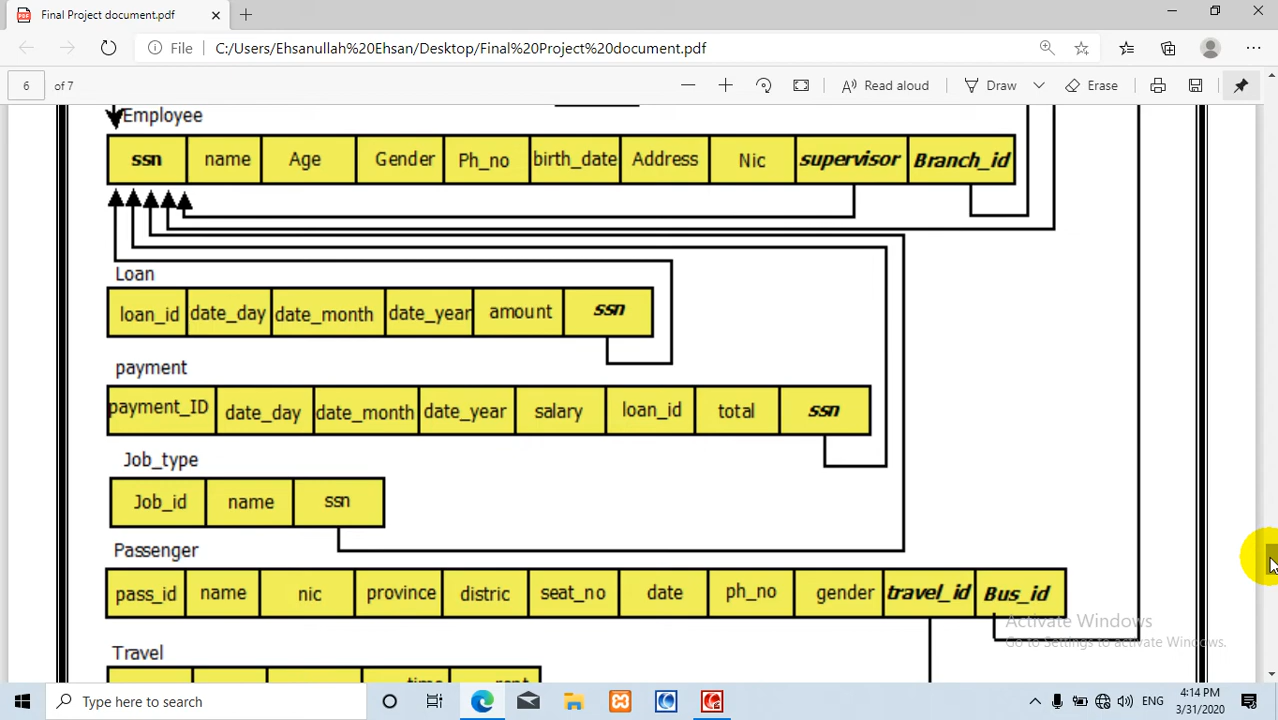 Final Project document.pdf
File C:/Users/Ehsanullah%20Ehsan/Desktop/Final%20Project%20document.pdf
6 of 7 Read aloud Draw Erase
Employee
ssn name Age Gender Ph_no birth_date Address Nic supervisor Branch_id
Loan
loan_id date_day date_month date_year amount ssn
payment
payment_ID date_day date_month date_year salary loan_id total ssn
Job_type
Job_id name ssn
Passenger
pass_id name nic province distric seat_no date ph_no gender travel_id Bus_id
Activate Windows
Go to Settings to activate Windows.
Travel
time rent
Type here to search
ENG
4:14 PM
3/31/2020